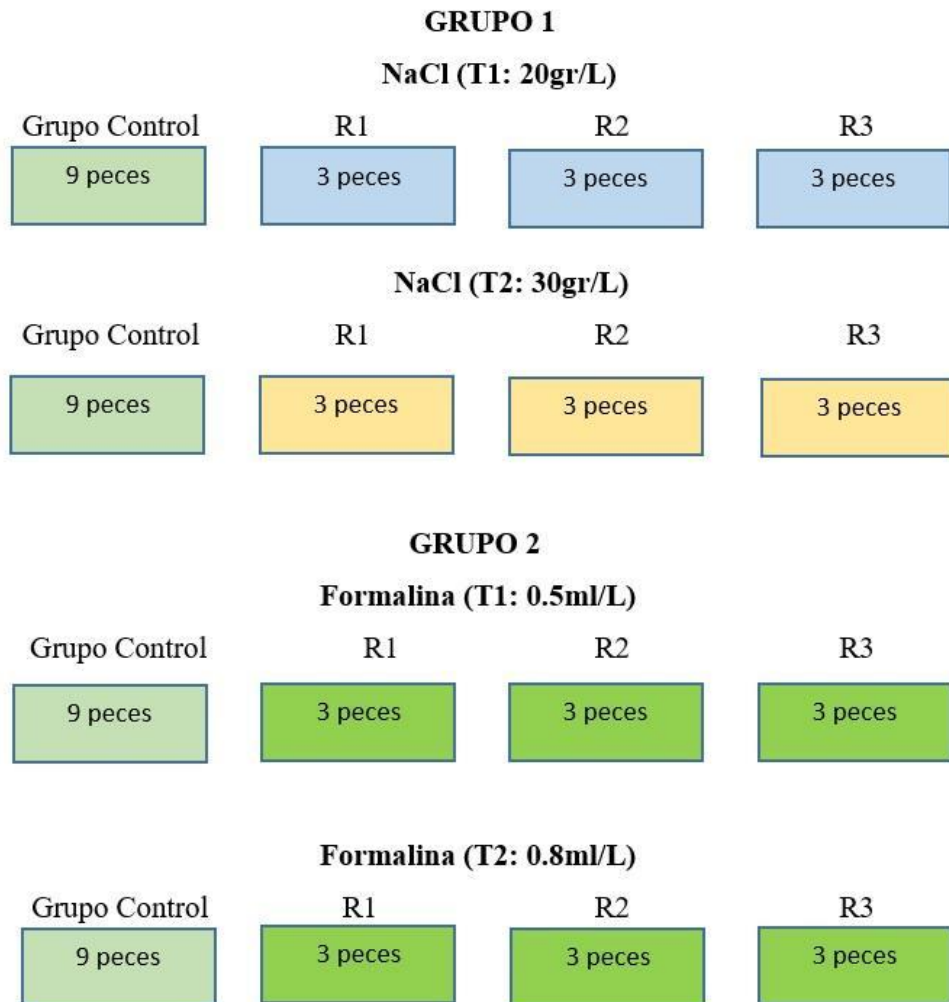 GRUPO 1
NaCl (T1: 20gr/L)
Grupo Control R1 R2 R3
9 peces 3 peces 3 peces 3 peces
NaCl (T2: 30gr/L)
Grupo Control R1 R2 R3
9 peces 3 peces 3 peces 3 peces
GRUPO 2
Formalina (T1: 0.5ml/L)
Grupo Control R1 R2 R3
9 peces 3 peces 3 peces 3 peces
Formalina (T2: 0.8ml/L)
Grupo Control R1 R2 R3
9 peces 3 peces 3 peces 3 peces